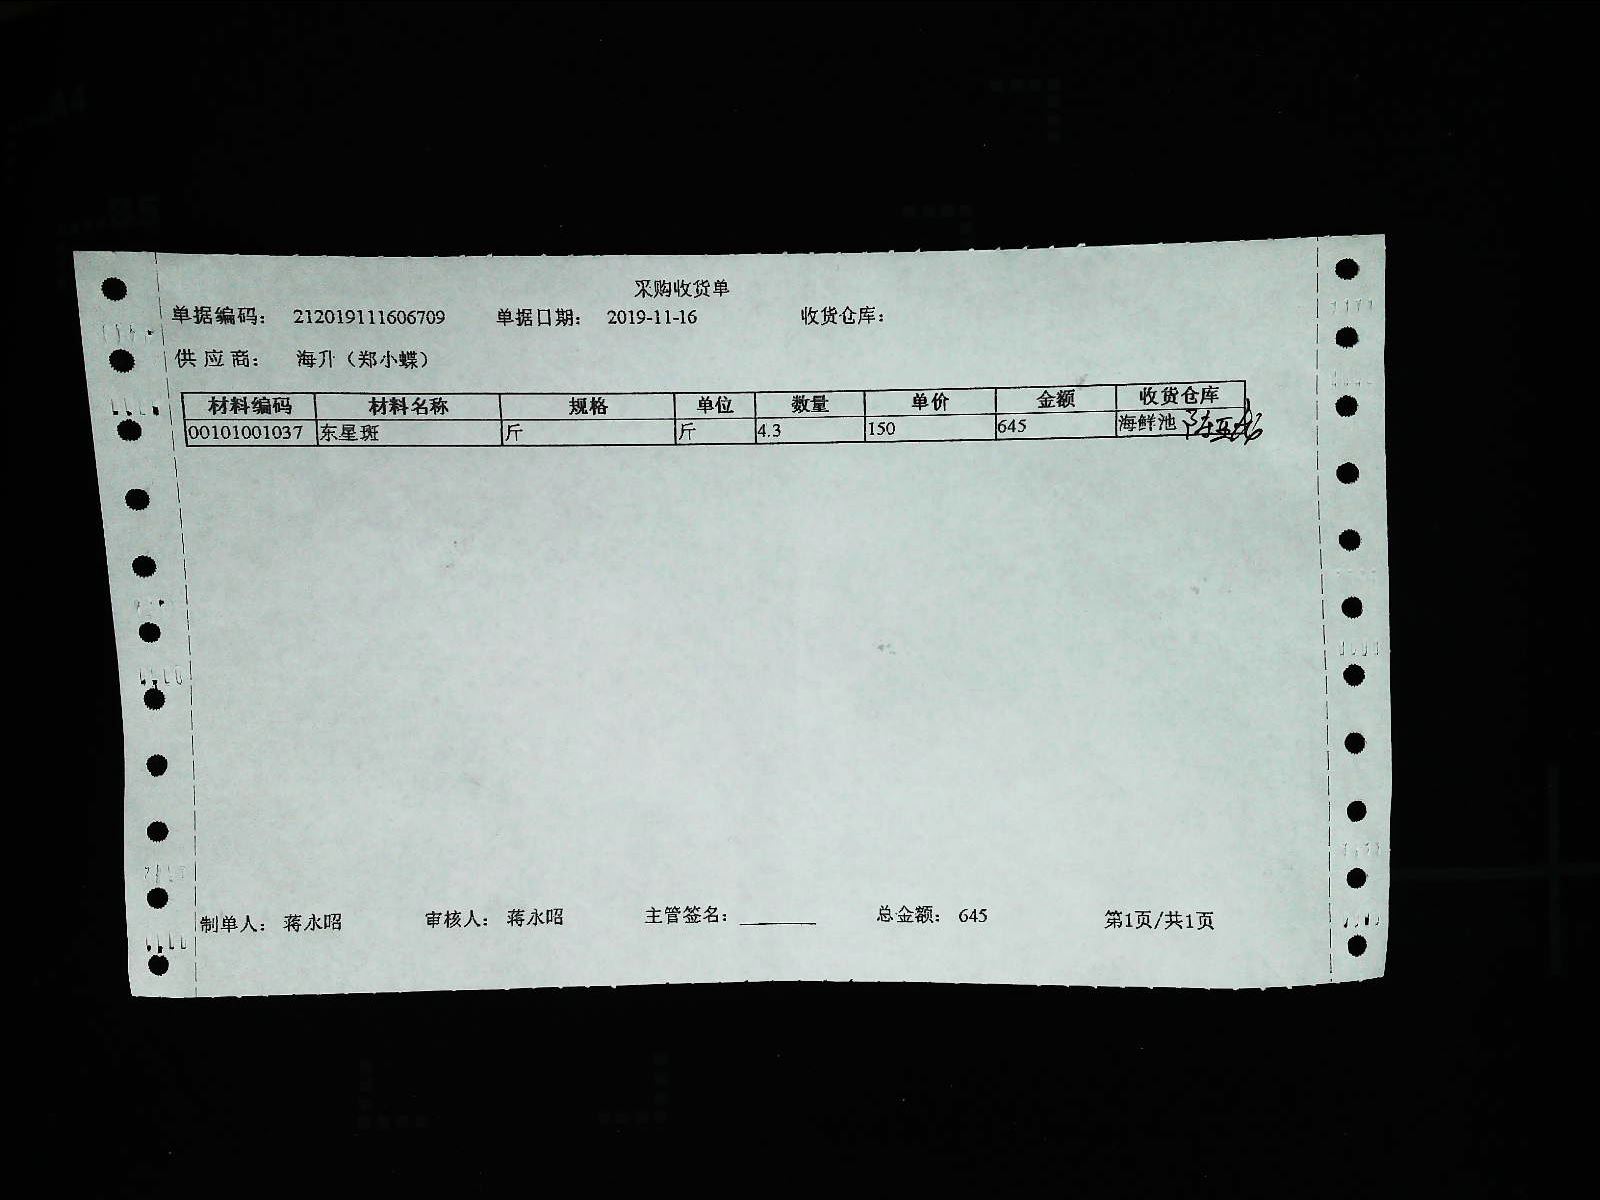 采购收货单
单据编码： 212019111606709 单据日期： 2019-11-16 收货仓库：
供应商： 海升（郑小蝶）
材料编码 材料名称 规格 单位 数量 单价 金额 收货仓库
00101001037 东星斑 斤 斤 4.3 150 645 海鲜池
制单人： 蒋永昭 审核人： 蒋永昭 主管签名： 总金额： 645 第1页/共1页